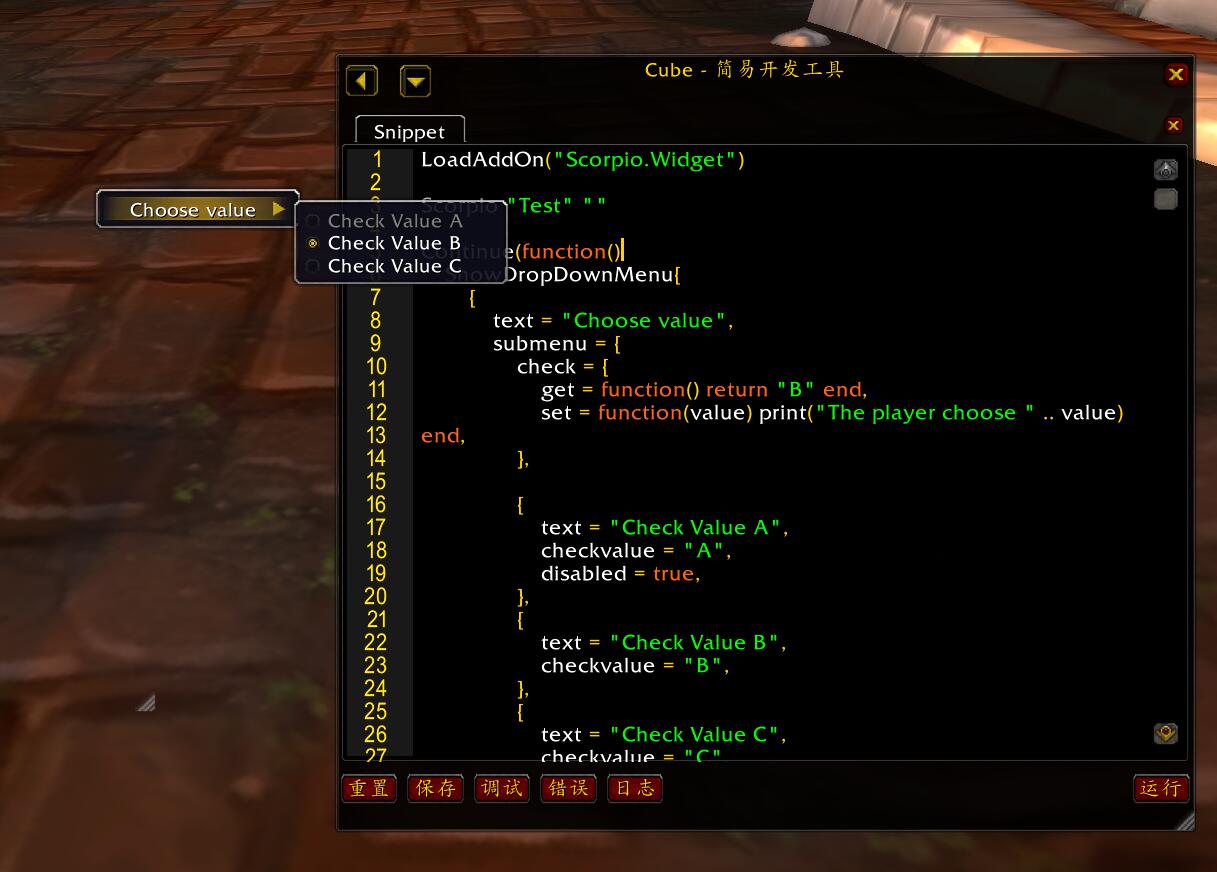 Cube - 简易开发工具
Snippet
1 LoadAddOn("Scorpio.Widget")
2
3 Scorpio "Test" ""
Choose value
Check Value A
Check Value B
Check Value C
Continue(function()
ShowDropDownMenu{
7 {
8 text = "Choose value",
9 submenu = {
10 check = {
11 get = function() return "B" end,
12 set = function(value) print("The player choose " .. value)
13 end,
14 },
15
16 {
17 text = "Check Value A",
18 checkvalue = "A",
19 disabled = true,
20 },
21 {
22 text = "Check Value B",
23 checkvalue = "B",
24 },
25 {
26 text = "Check Value C",
27 checkvalue = "C"
重置 保存 调试 错误 日志 运行